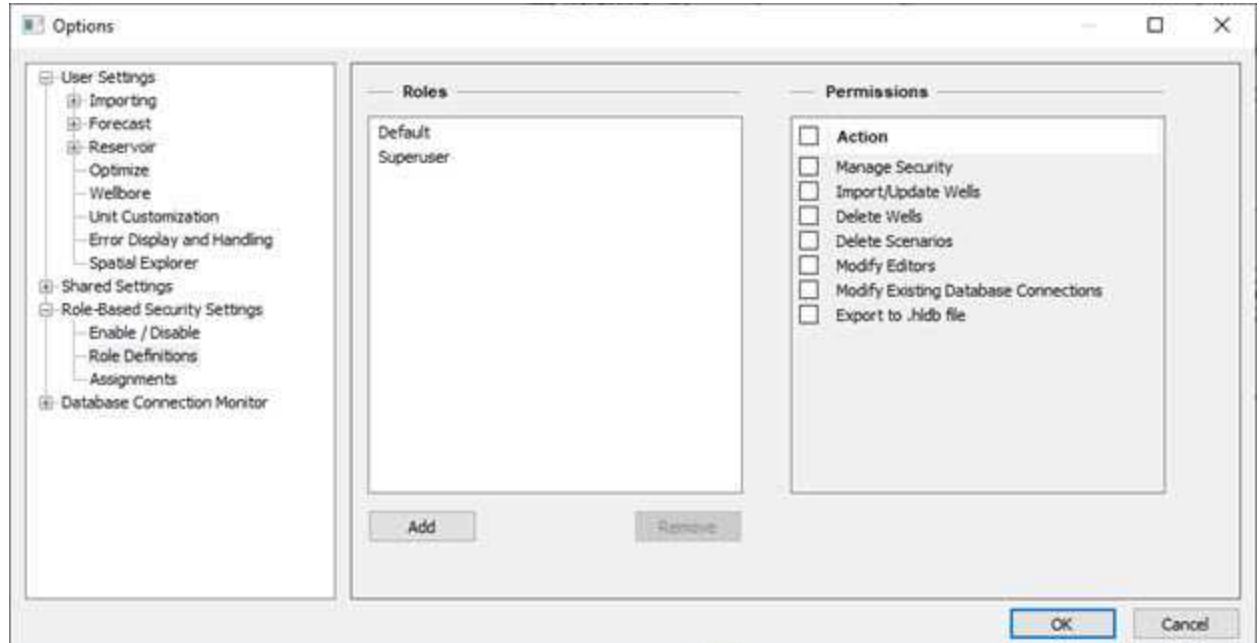 Options
User Settings
Importing
Forecast
Reservoir
Optimize
Wellbore
Unit Customization
Error Display and Handling
Spatial Explorer
Shared Settings
Role-Based Security Settings
Enable / Disable
Role Definitions
Assignments
Database Connection Monitor
Roles
Default
Superuser
Add
Remove
Permissions
Action
Manage Security
Import/Update Wells
Delete Wells
Delete Scenarios
Modify Editors
Modify Existing Database Connections
Export to .hldb file
OK
Cancel